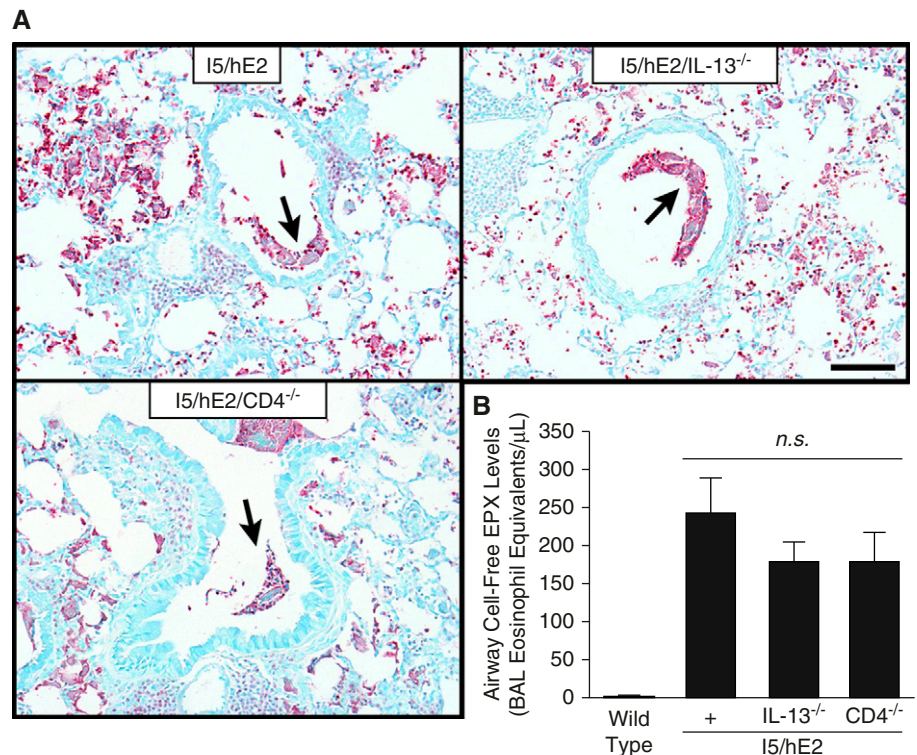 A
I5/hE2
I5/hE2/IL-13-/-
I5/hE2/CD4-/-
B
Airway Cell-Free EPX Levels
(BAL Eosinophil Equivalents/μL)
350
300
250
200
150
100
50
0
n.s.
Wild
Type
+
IL-13-/-
CD4-/-
I5/hE2